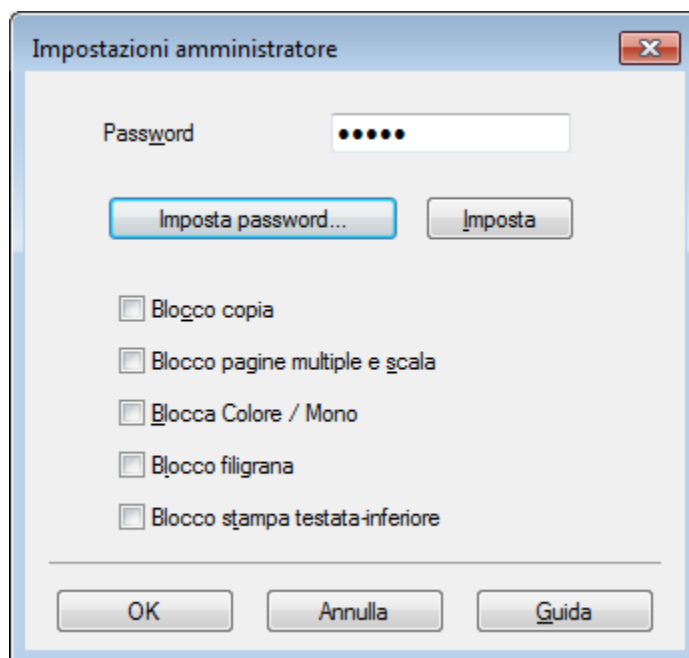 Impostazioni amministratore
Password
•••••
Imposta password...
Imposta
Blocco copia
Blocco pagine multiple e scala
Blocca Colore / Mono
Blocco filigrana
Blocco stampa testata-inferiore
OK
Annulla
Guida